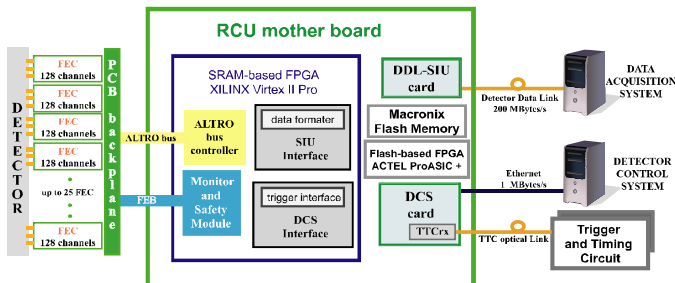 RCU mother board
DETECTOR
FEC
128 channels
FEC
128 channels
FEC
128 channels
FEC
128 channels
up to 25 FEC
FEC
128 channels
PCB backplane
ALTRO bus
FEB
SRAM-based FPGA
XILINX Virtex II Pro
ALTRO
bus
controller
data formater
SIU
Interface
Monitor
and
Safety
Module
trigger interface
DCS
Interface
DDL-SIU
card
Macronix
Flash Memory
Flash-based FPGA
ACTEL ProASIC +
DCS
card
TTCrx
Detector Data Link
200 MBytes/s
DATA
ACQUISITION
SYSTEM
Ethernet
1 MBytes/s
DETECTOR
CONTROL
SYSTEM
TTC optical Link
Trigger
and Timing
Circuit